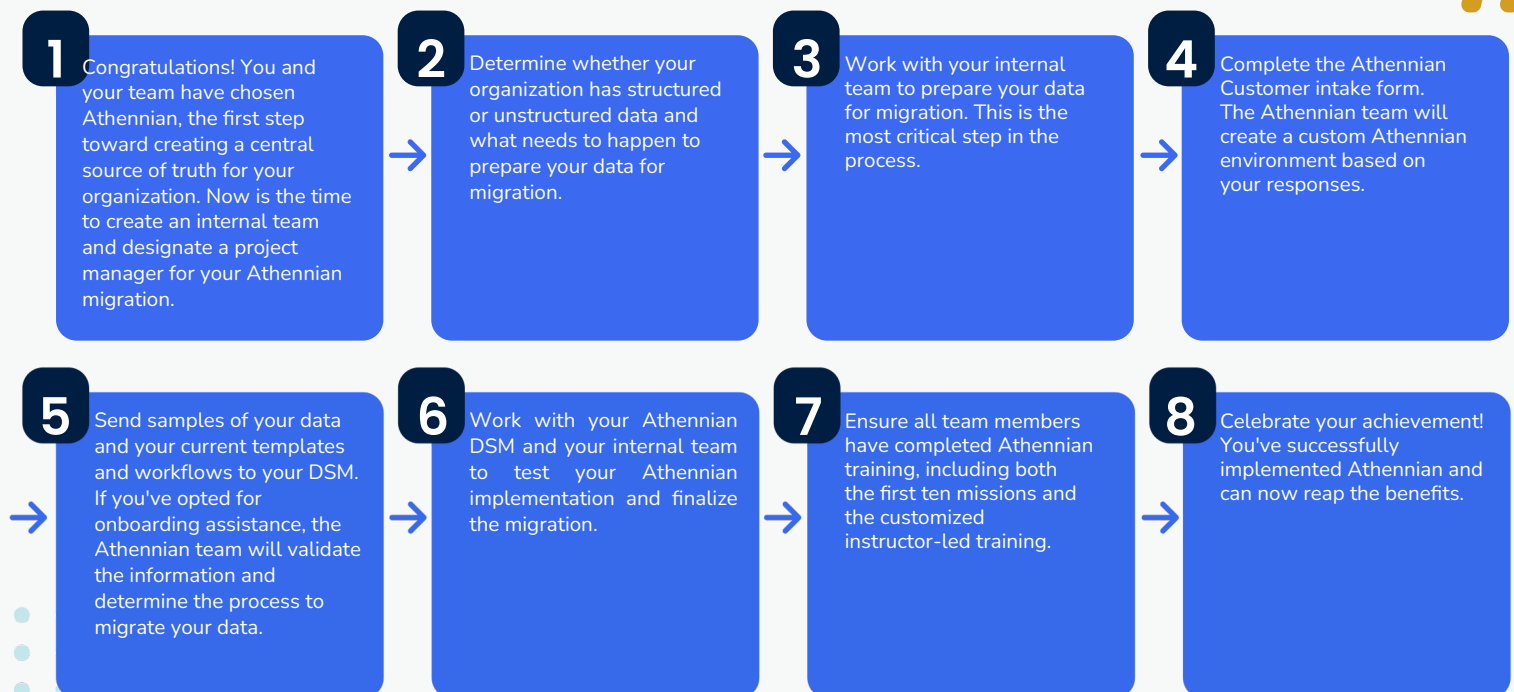 1
Congratulations! You and
your team have chosen
Athennian, the first step
toward creating a central
source of truth for your
organization. Now is the time
to create an internal team
and designate a project
manager for your Athennian
migration.
2
Determine whether your
organization has structured
or unstructured data and
what needs to happen to
prepare your data for
migration.
3
Work with your internal
team to prepare your data
for migration. This is the
most critical step in the
process.
4
Complete the Athennian
Customer intake form.
The Athennian team will
create a custom Athennian
environment based on
your responses.
5
Send samples of your data
and your current templates
and workflows to your DSM.
If you've opted for
onboarding assistance, the
Athennian team will validate
the information and
determine the process to
migrate your data.
6
Work with your Athennian
DSM and your internal team
to test your Athennian
implementation and finalize
the migration.
7
Ensure all team members
have completed Athennian
training, including both
the first ten missions and
the customized
instructor-led training.
8
Celebrate your achievement!
You've successfully
implemented Athennian and
can now reap the benefits.